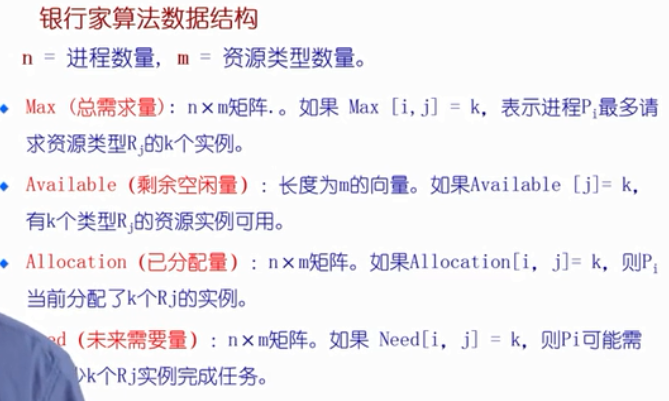 银行家算法数据结构
n = 进程数量, m = 资源类型数量。
Max (总需求量): n×m矩阵.。如果 Max [i,j] = k, 表示进程Pi最多请
求资源类型Rj的k个实例。
Available (剩余空闲量) : 长度为m的向量。如果Available [j]= k,
有k个类型Rj的资源实例可用。
Allocation (已分配量) : n×m矩阵。如果Allocation[i, j]= k, 则Pi
当前分配了k个Rj的实例。
(未来需要量) : n×m矩阵。如果 Need[i, j] = k, 则Pi可能需
k个Rj实例完成任务。